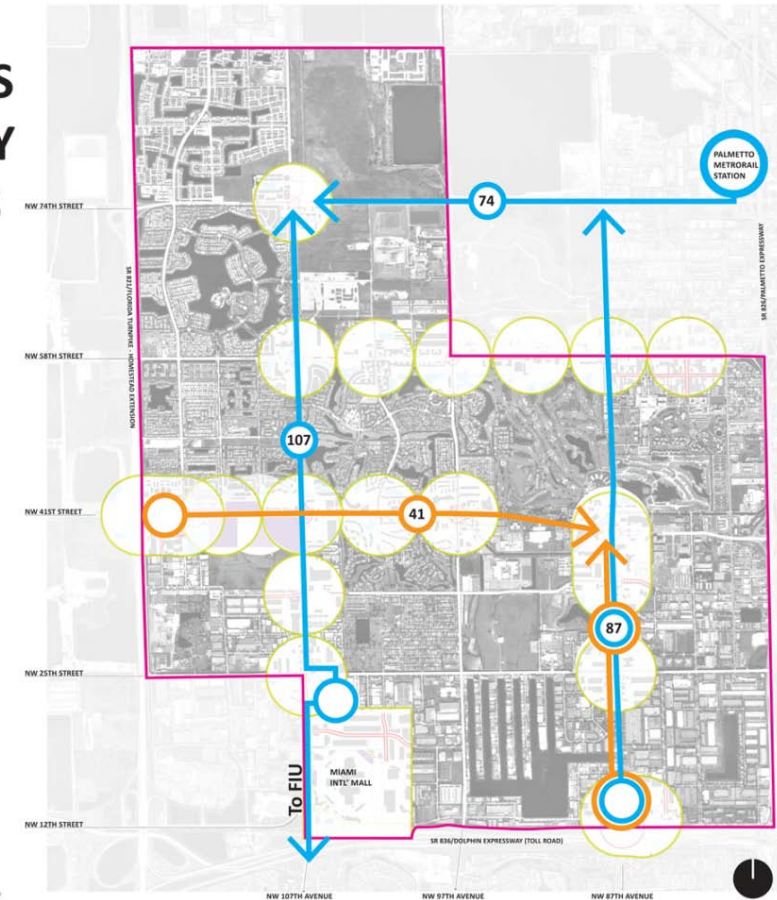 S
Y
PALMETTO
METRORAIL
STATION
NW 74TH STREET
74
SR 826/PALMETTO EXPRESSWAY
SR 821/FLORIDA TURNPIKE - HOMESTEAD EXTENSION
NW 58TH STREET
107
NW 41ST STREET
41
87
NW 25TH STREET
To FIU
MIAMI
INTL' MALL
NW 12TH STREET
SR 836/DOLPHIN EXPRESSWAY (TOLL ROAD)
NW 107TH AVENUE
NW 97TH AVENUE
NW 87TH AVENUE